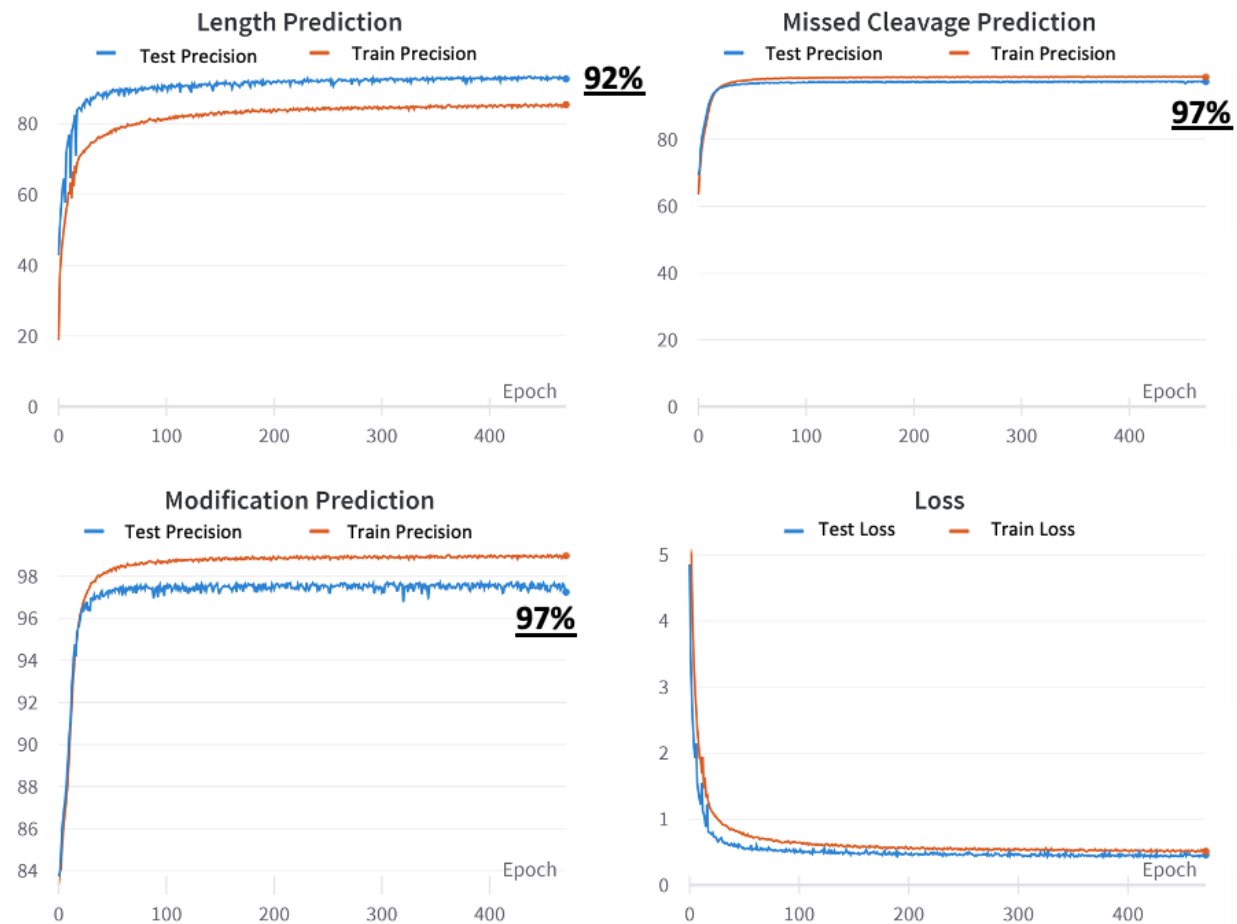 Length Prediction
Test Precision Train Precision
92%
80
60
40
20
0
Epoch
0 100 200 300 400
Missed Cleavage Prediction
Test Precision Train Precision
97%
80
60
40
20
0
Epoch
0 100 200 300 400
Modification Prediction
Test Precision Train Precision
98
96
97%
94
92
90
88
86
84
Epoch
0 100 200 300 400
Loss
Test Loss Train Loss
5
4
3
2
1
0
Epoch
0 100 200 300 400